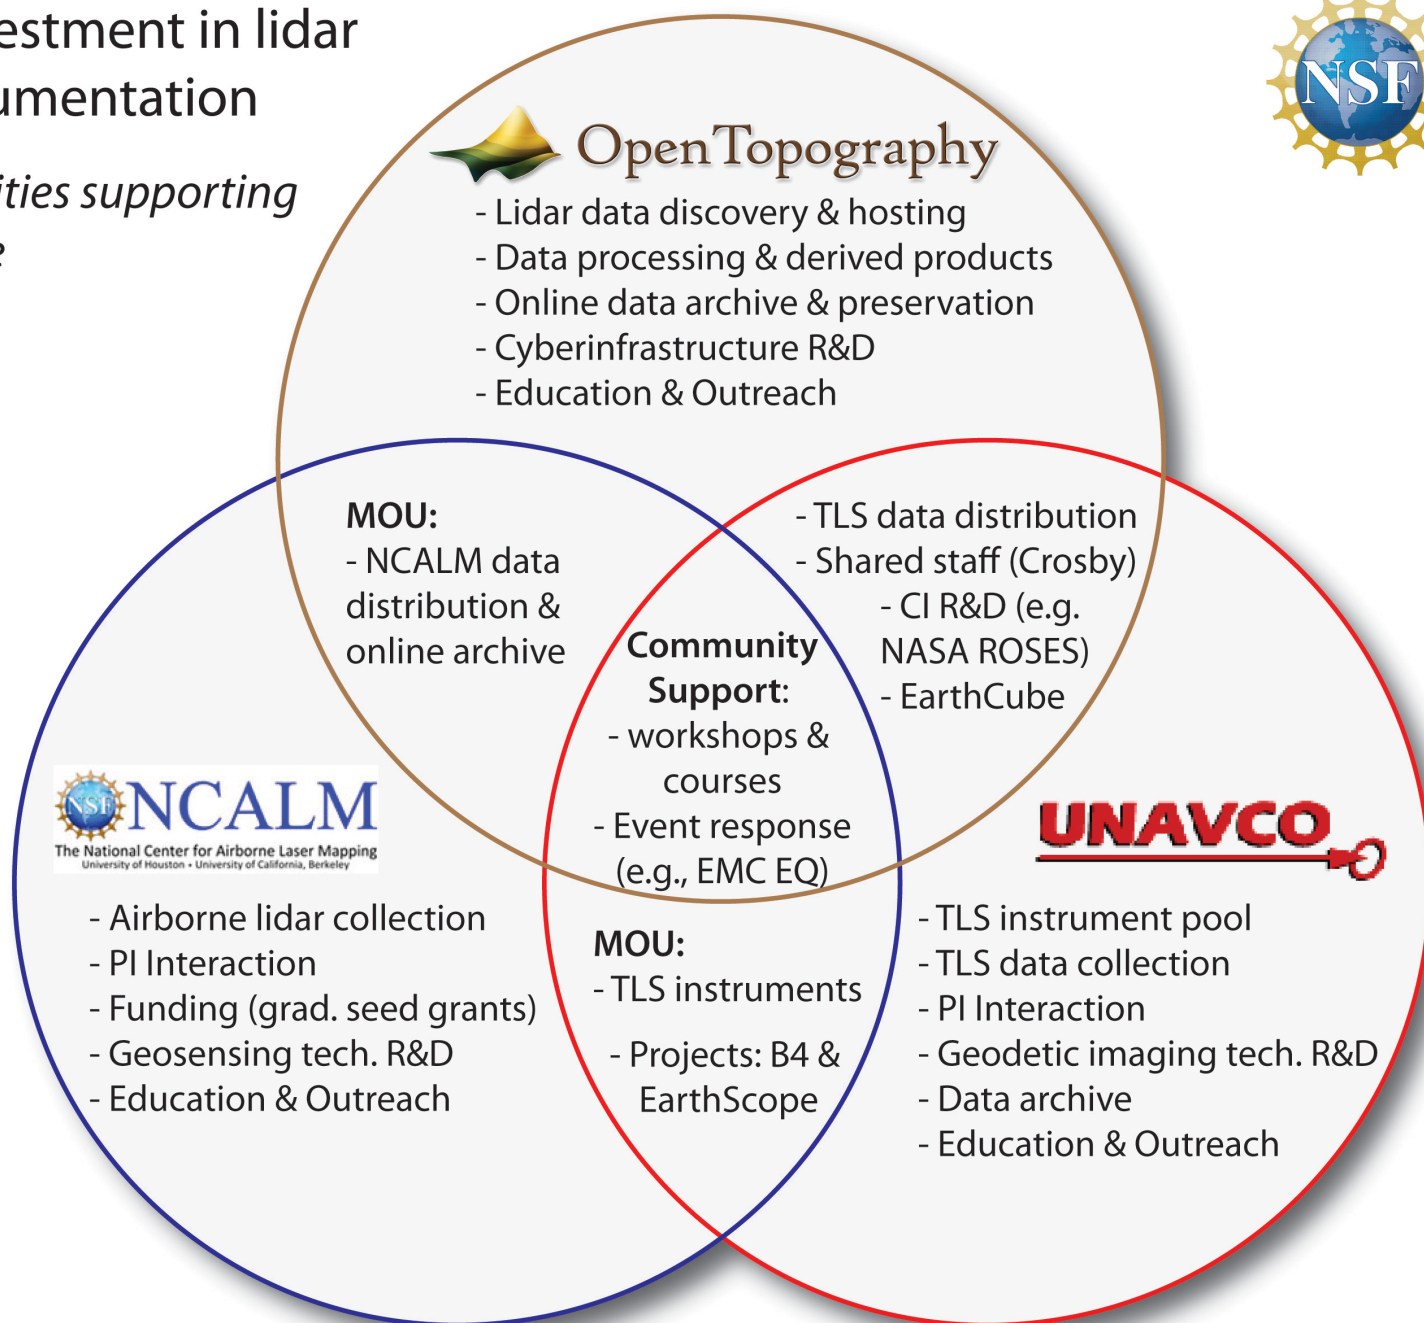 estment in lidar
umentation
ities supporting
e
NSF
OpenTopography
- Lidar data discovery & hosting
- Data processing & derived products
- Online data archive & preservation
- Cyberinfrastructure R&D
- Education & Outreach
MOU:
- NCALM data
distribution &
online archive
- TLS data distribution
- Shared staff (Crosby)
- CI R&D (e.g.
NASA ROSES)
- EarthCube
Community
Support:
- workshops &
courses
- Event response
(e.g., EMC EQ)
NSF NCALM
The National Center for Airborne Laser Mapping
University of Houston • University of California, Berkeley
- Airborne lidar collection
- PI Interaction
- Funding (grad. seed grants)
- Geosensing tech. R&D
- Education & Outreach
MOU:
- TLS instruments
- Projects: B4 &
EarthScope
UNAVCO
- TLS instrument pool
- TLS data collection
- PI Interaction
- Geodetic imaging tech. R&D
- Data archive
- Education & Outreach